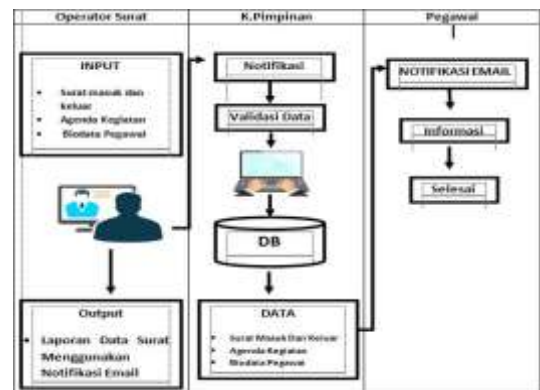 Operator Surat
K.Pimpinan
Pegawai
INPUT
• Surat masuk dan
keluar
• Agenda Kegiatan
• Biodata Pegawai
Output
• Laporan Data Surat
Menggunakan
Notifikasi Email
Notifikasi
Validasi Data
DB
DATA
• Surat Masuk Dan Keluar
• Agenda Kegiatan
• Biodata Pegawai
NOTIFIKASI EMAIL
Informasi
Selesai